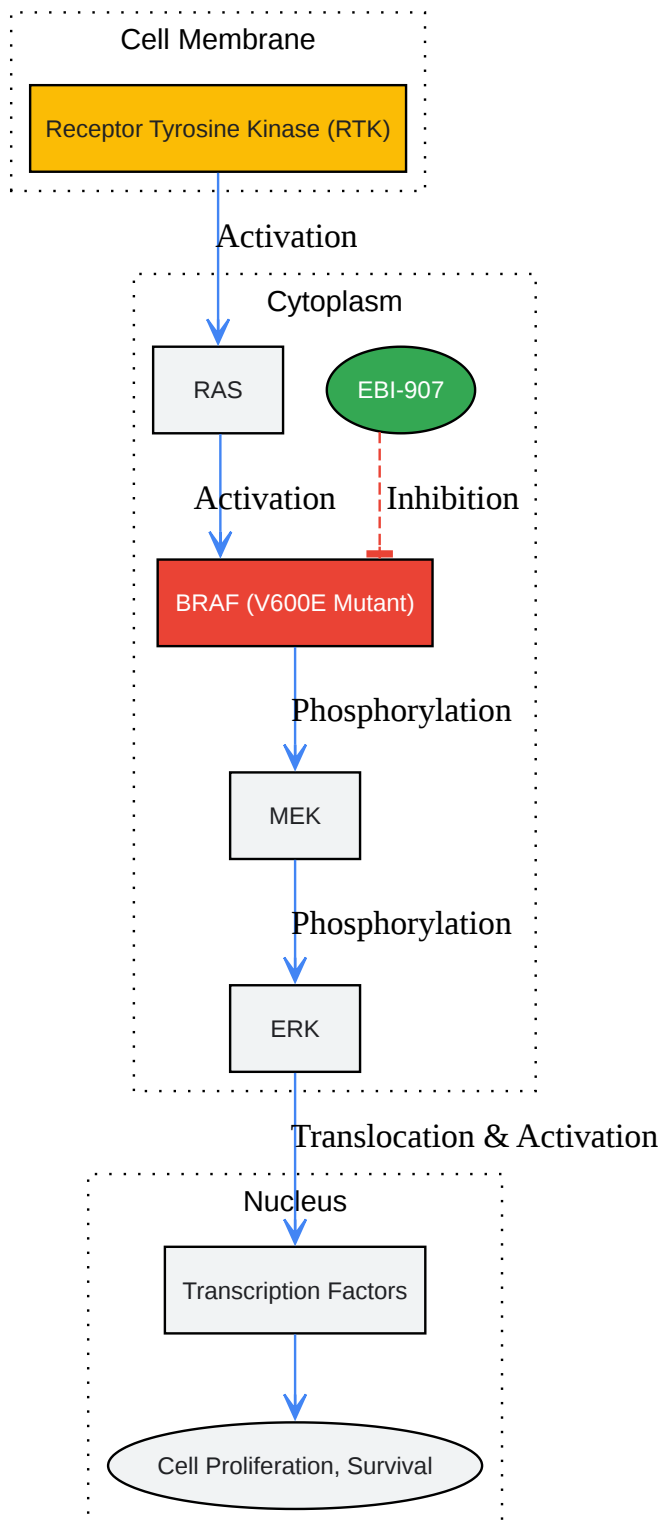 Cell Membrane
Receptor Tyrosine Kinase (RTK)
Activation
Cytoplasm
RAS
EBI-907
Activation
Inhibition
BRAF (V600E Mutant)
Phosphorylation
MEK
Phosphorylation
ERK
Translocation & Activation
Nucleus
Transcription Factors
Cell Proliferation, Survival